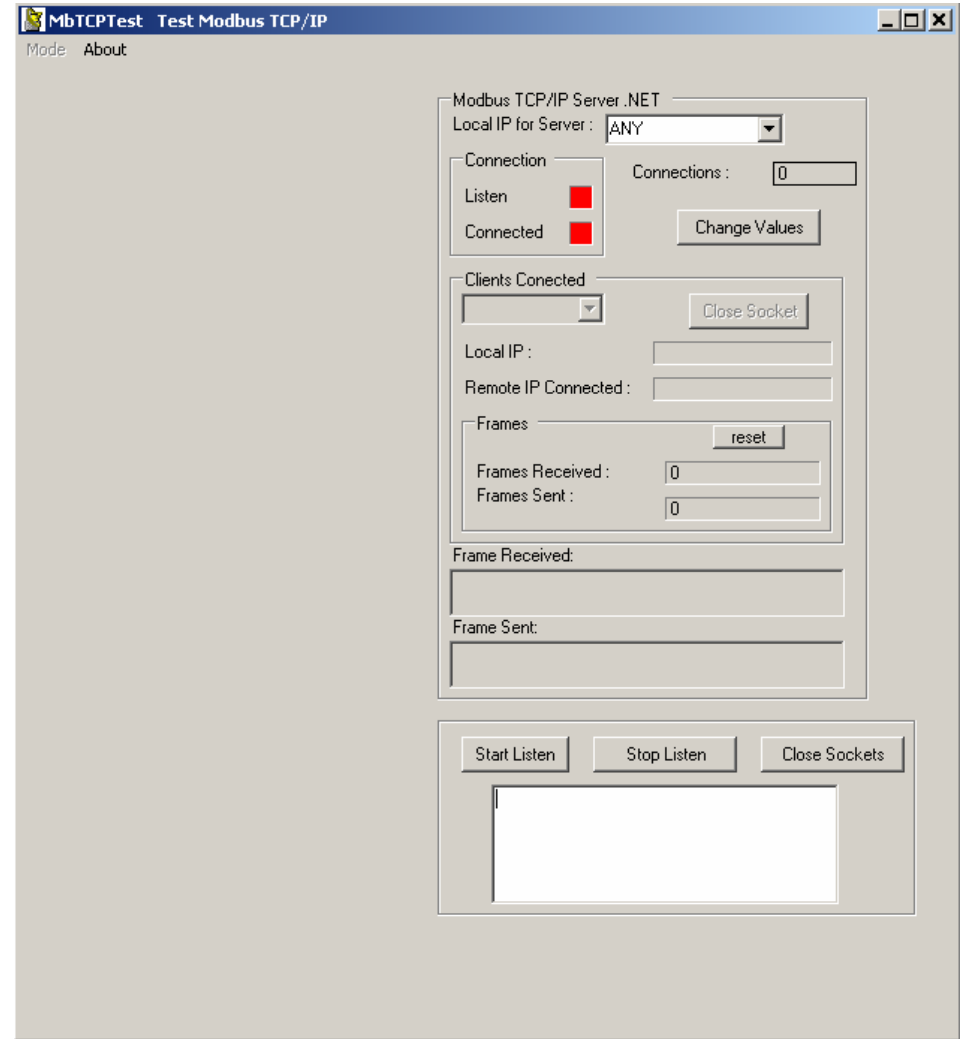 MbTCPTest Test Modbus TCP/IP
Mode About
Modbus TCP/IP Server .NET
Local IP for Server : ANY
Connection
Connections : 0
Listen
Connected
Change Values
Clients Conected
Close Socket
Local IP :
Remote IP Connected :
Frames
reset
Frames Received : 0
Frames Sent : 0
Frame Received:
Frame Sent:
Start Listen Stop Listen Close Sockets